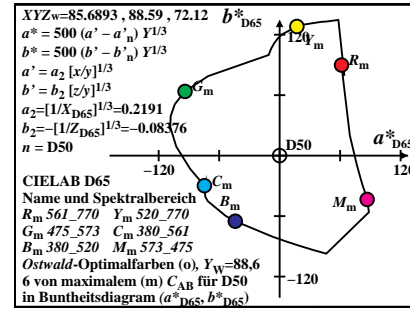 XYZw=85.6893 , 88.59 , 72.12
b*D65
a* = 500 (a' – a'n) Y1/3
b* = 500 (b' – b'n) Y1/3
a' = a2 [x/y]1/3
b' = b2 [z/y]1/3
a2=[1/XD65]1/3=0.2191
b2=–[1/ZD65]1/3=–0.08376
n = D50
120
Ym
Rm
Gm
D50
a*D65
–120
120
CIELAB D65
Name und Spektralbereich
Rm 561_770 Ym 520_770
Gm 475_573 Cm 380_561
Bm 380_520 Mm 573_475
Cm
Bm
Mm
Ostwald-Optimalfarben (o), YW=88,6
6 von maximalem (m) CAB für D50
in Buntheitsdiagram (a*D65, b*D65)
–120